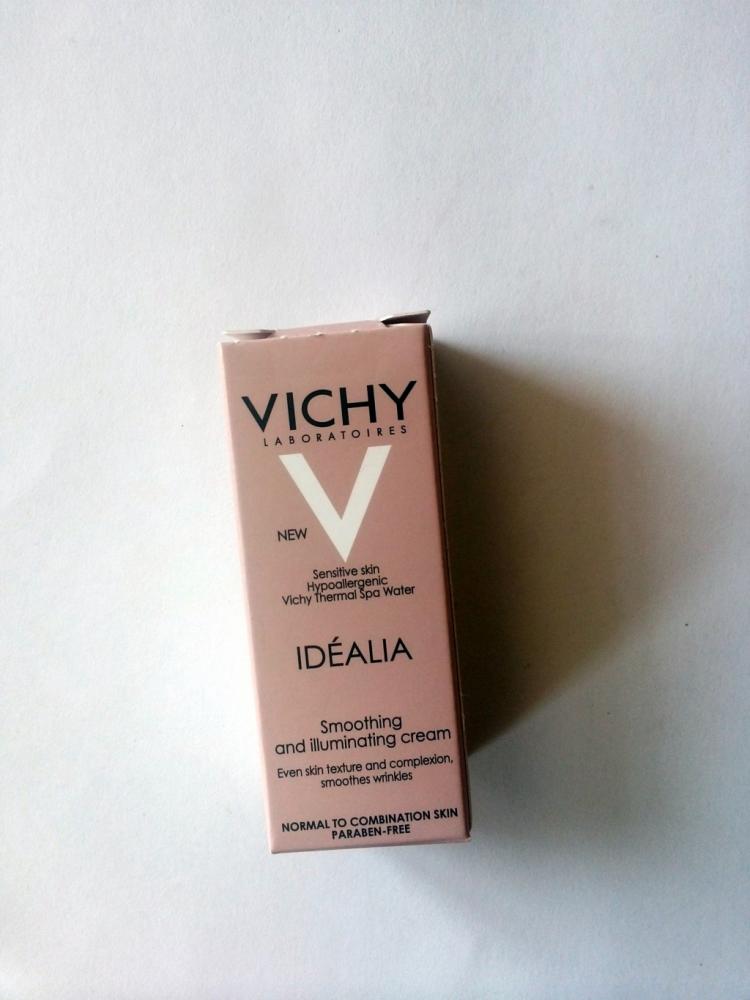 VICHY
LABORATOIRES
V
NEW
Sensitive skin
Hypoallergenic
Vichy Thermal Spa Water
IDÉALIA
Smoothing
and illuminating cream
Even skin texture and complexion,
smoothes wrinkles
NORMAL TO COMBINATION SKIN
PARABEN-FREE